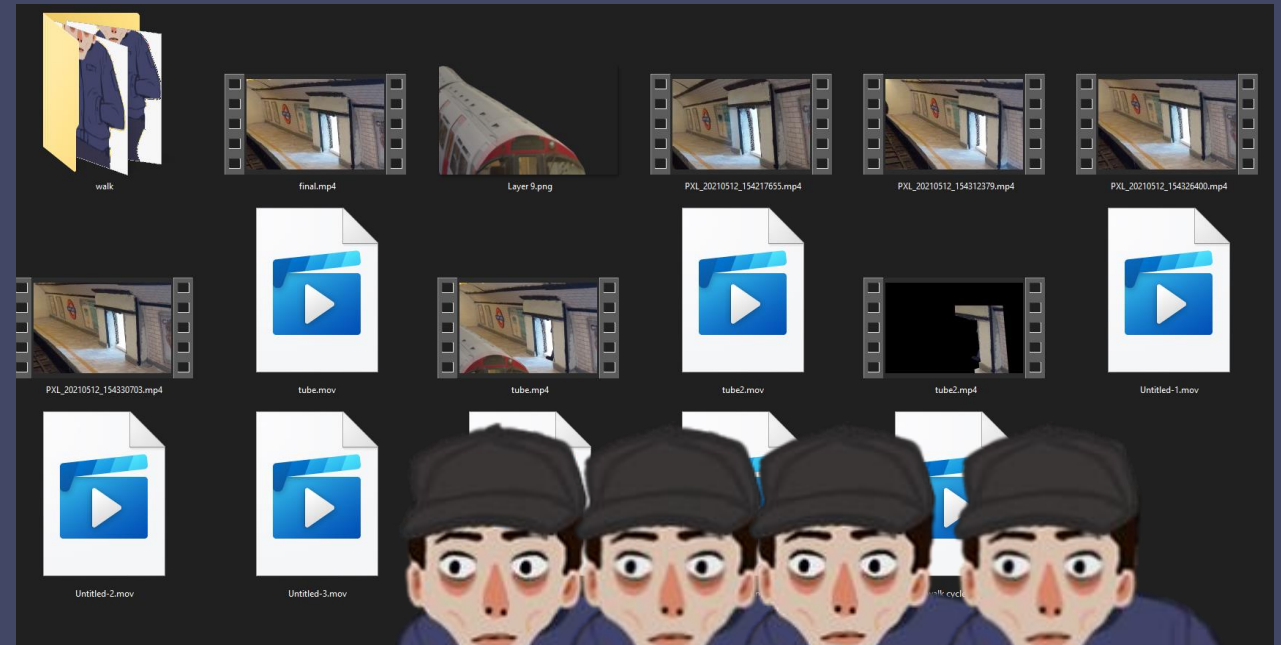 walk
final.mp4
Layer 9.png
PXL_20210512_154217655.mp4
PXL_20210512_154312379.mp4
PXL_20210512_154326400.mp4
PXL_20210512_154330703.mp4
tube.mov
tube.mp4
tube2.mov
tube2.mp4
Untitled-1.mov
Untitled-2.mov
Untitled-3.mov